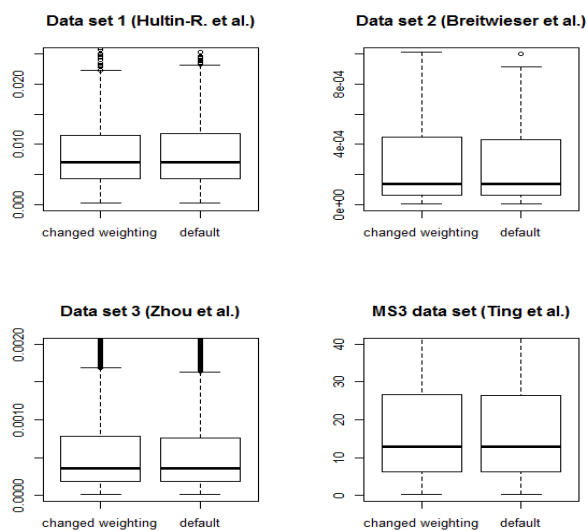 Data set 1 (Hultin-R. et al.)
0.020
0.010
0.000
changed weighting default
Data set 2 (Breitwieser et al.)
8e-04
4e-04
0e+00
changed weighting default
Data set 3 (Zhou et al.)
0.0020
0.0010
0.0000
changed weighting default
MS3 data set (Ting et al.)
40
30
20
10
0
changed weighting default